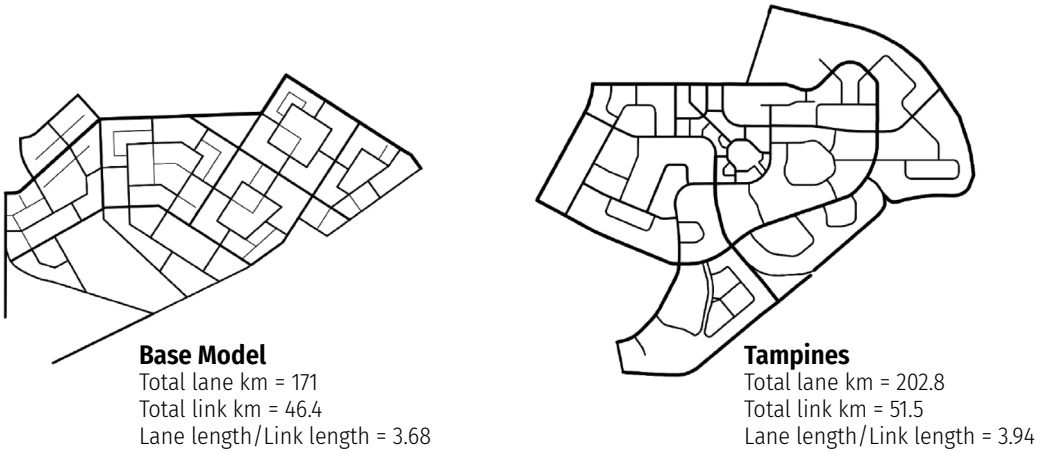 Base Model
Total lane km = 171
Total link km = 46.4
Lane length/Link length = 3.68
Tampines
Total lane km = 202.8
Total link km = 51.5
Lane length/Link length = 3.94